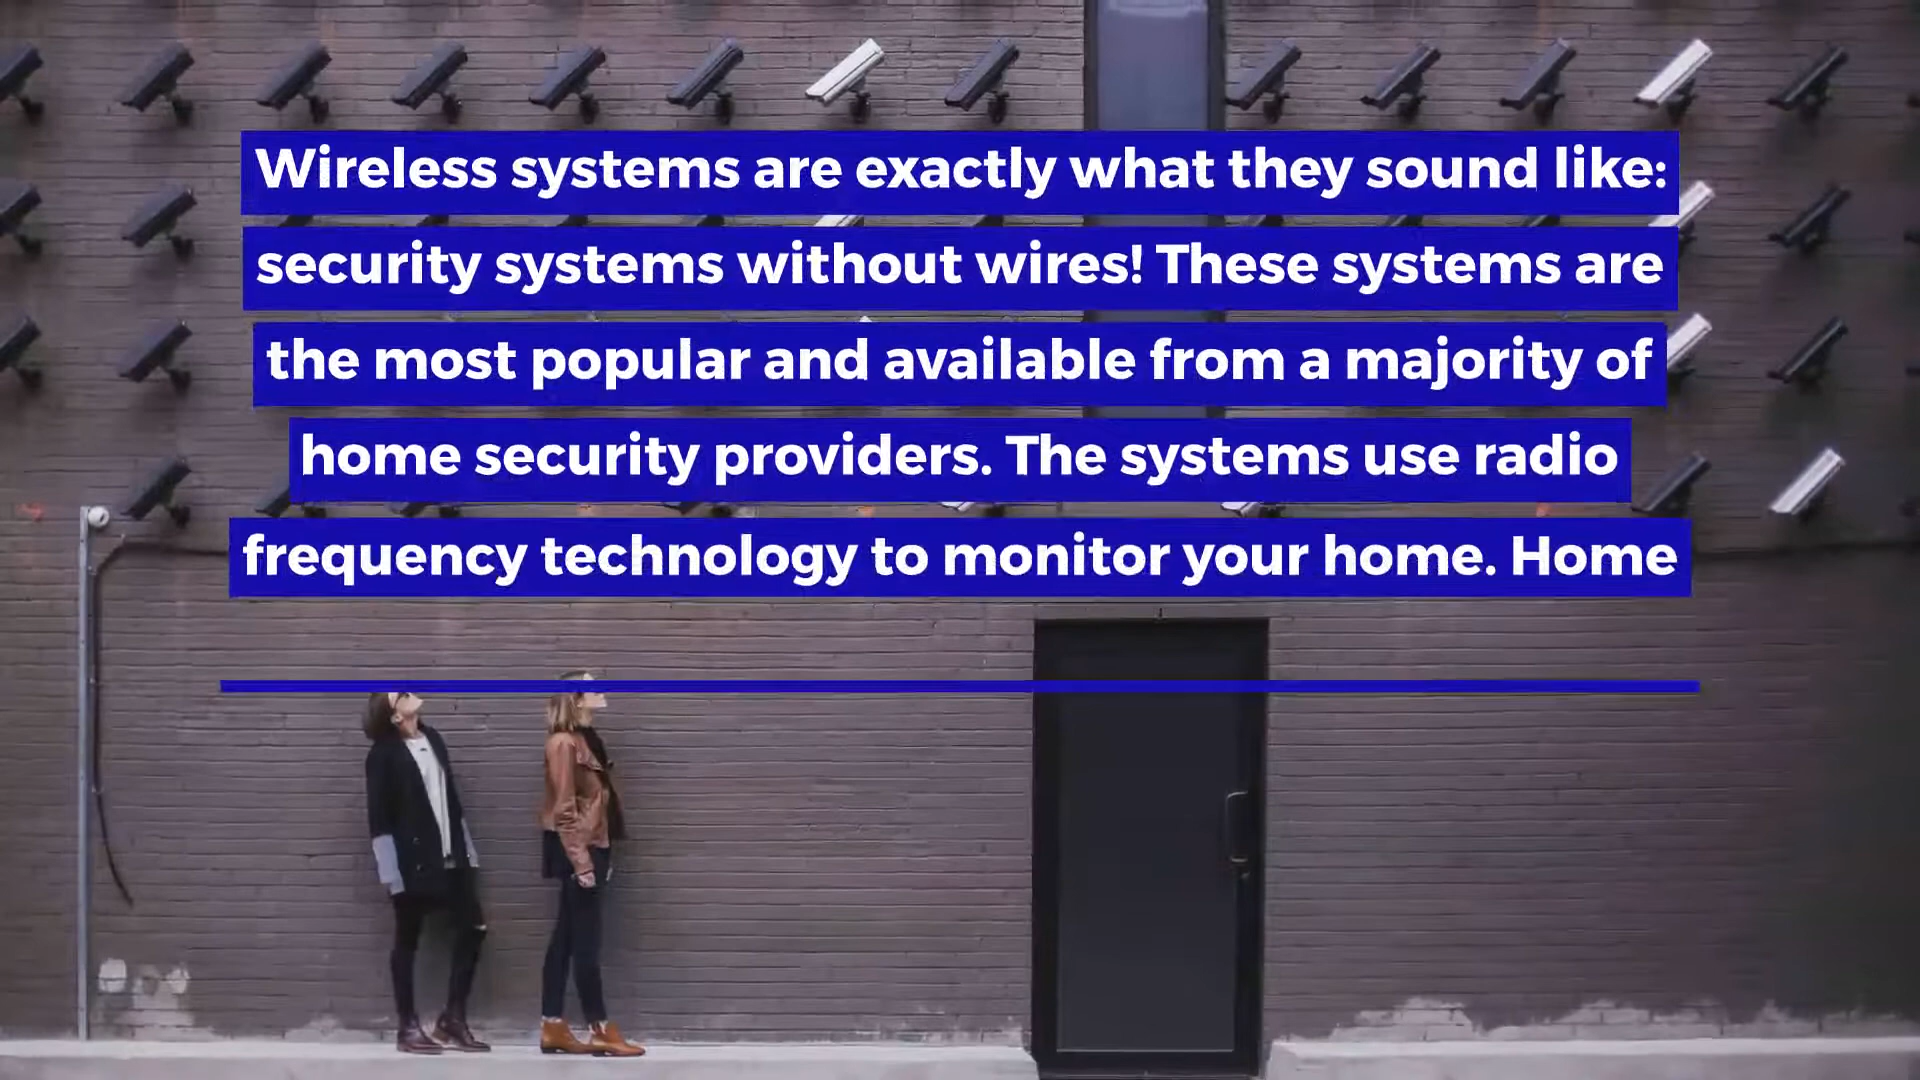 Wireless systems are exactly what they sound like:
security systems without wires! These systems are
the most popular and available from a majority of
home security providers. The systems use radio
frequency technology to monitor your home. Home